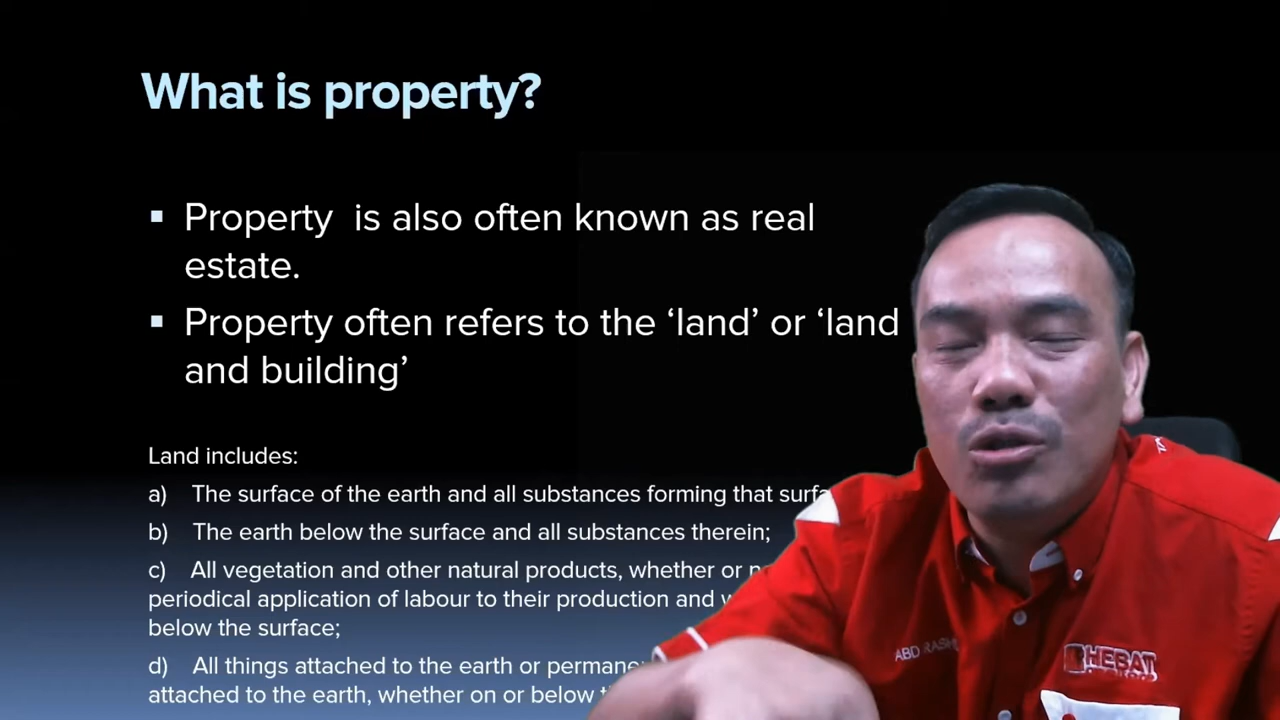 What is property?
▪ Property is also often known as real
estate.
▪ Property often refers to the ‘land’ or ‘land
and building’
Land includes:
a) The surface of the earth and all substances forming that
b) The earth below the surface and all substances therein;
c) All vegetation and other natural products, whether or
periodical application of labour to their production and
below the surface;
d) All things attached to the earth or
attached to the earth, whether on or below
ABD
HEBAT